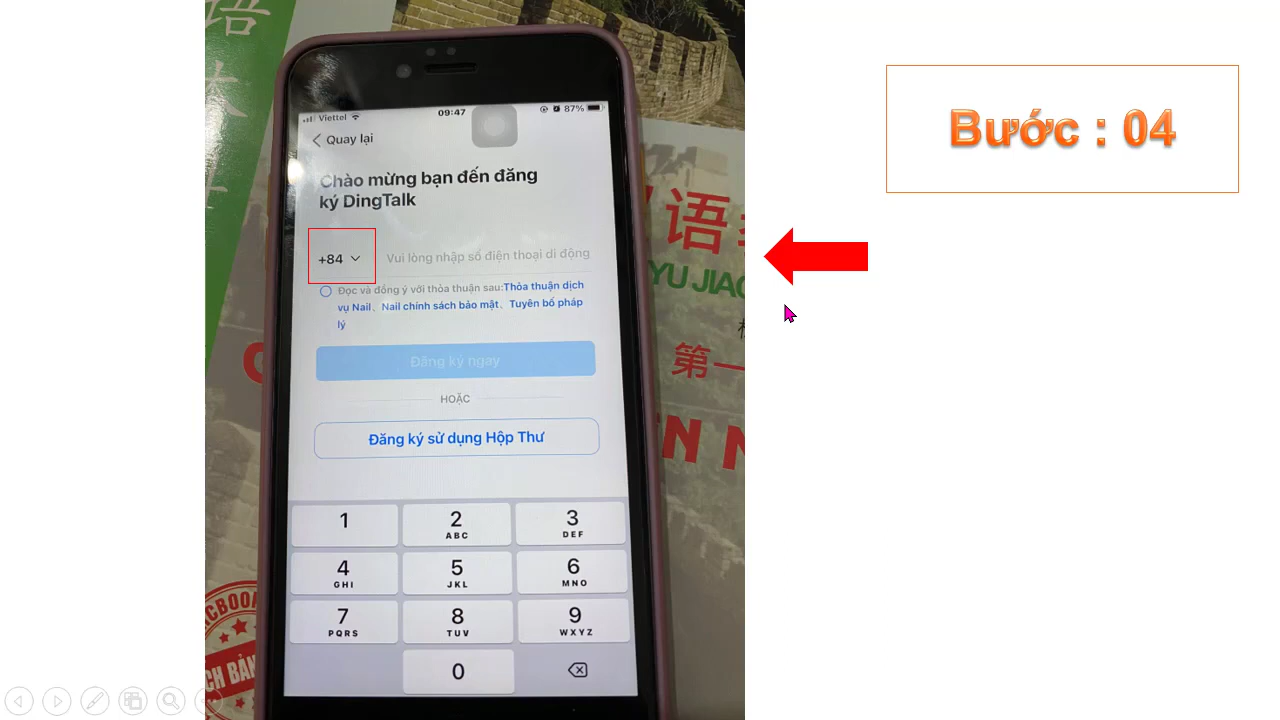 语
Bước : 04
Viettel 09:47 87%
Quay lại
Chào mừng bạn đến đăng
ký DingTalk
+84 Vui lòng nhập số điện thoại di động
Đọc và đồng ý với thỏa thuận sau:Thỏa thuận dịch
vụ Nail、Nail chính sách bảo mật、Tuyên bố pháp
lý
Đăng ký ngay
HOẶC
Đăng ký sử dụng Hộp Thư
语
YU JIAO
第一
1 2 3
ABC DEF
4 5 6
GHI JKL MNO
7 8 9
PQRS TUV WXYZ
0